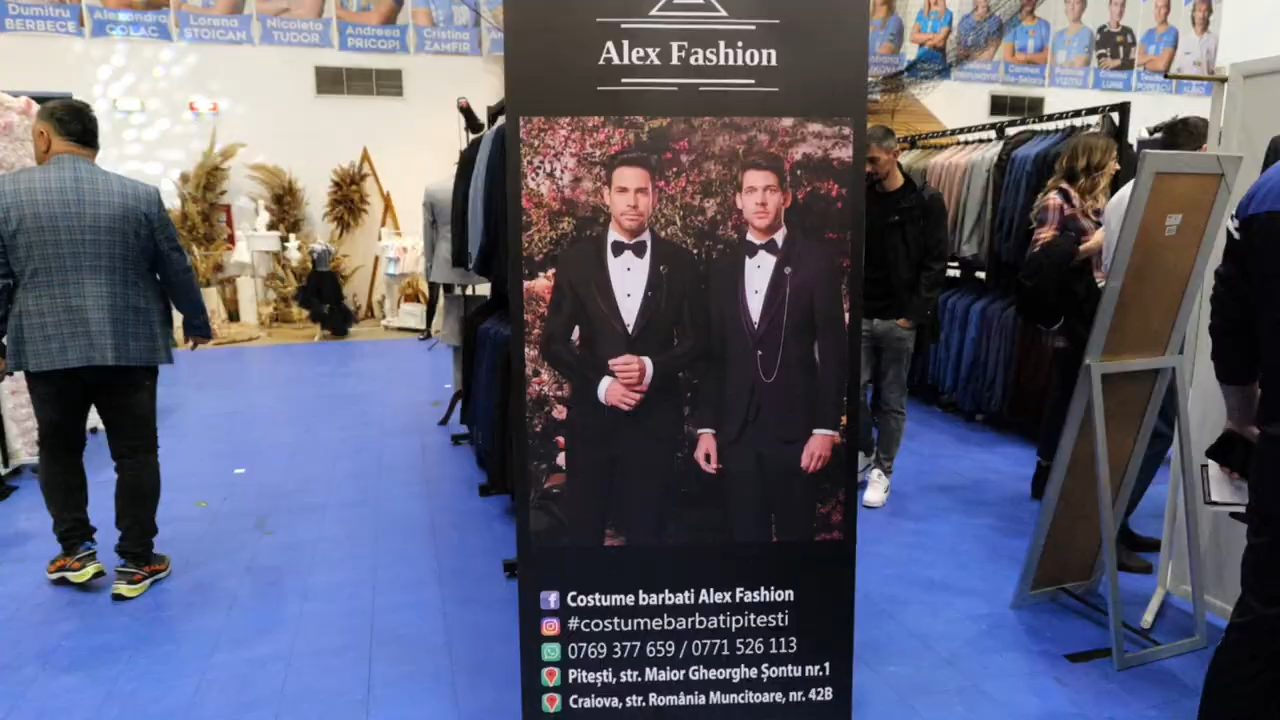 Dumitru
BERBECE
Alexandra
COLAC
Lorena
STOICAN
Nicoleta
TUDOR
Andreea
PRICOPI
Cristina
ZAMFIR
Alex Fashion
Carmen
Costume barbati Alex Fashion
#costumebarbatipitesti
0769 377 659 / 0771 526 113
Pitești, str. Maior Gheorghe Șontu nr.1
Craiova, str. România Muncitoare, nr. 42B